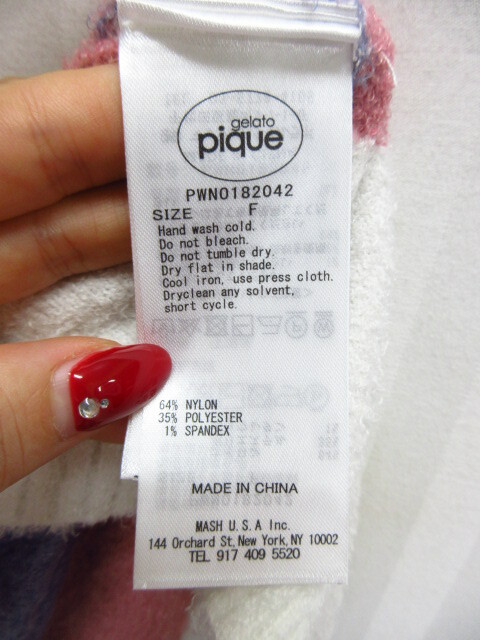 gelato
pique
PWNO182042
SIZE F
Hand wash cold.
Do not bleach.
Do not tumble dry.
Dry flat in shade.
Cool iron, use press cloth.
Dryclean any solvent,
short cycle.
64% NYLON
35% POLYESTER
1% SPANDEX
MADE IN CHINA
MASH U.S.A Inc.
144 Orchard St, New York, NY 10002
TEL 917 409 5520